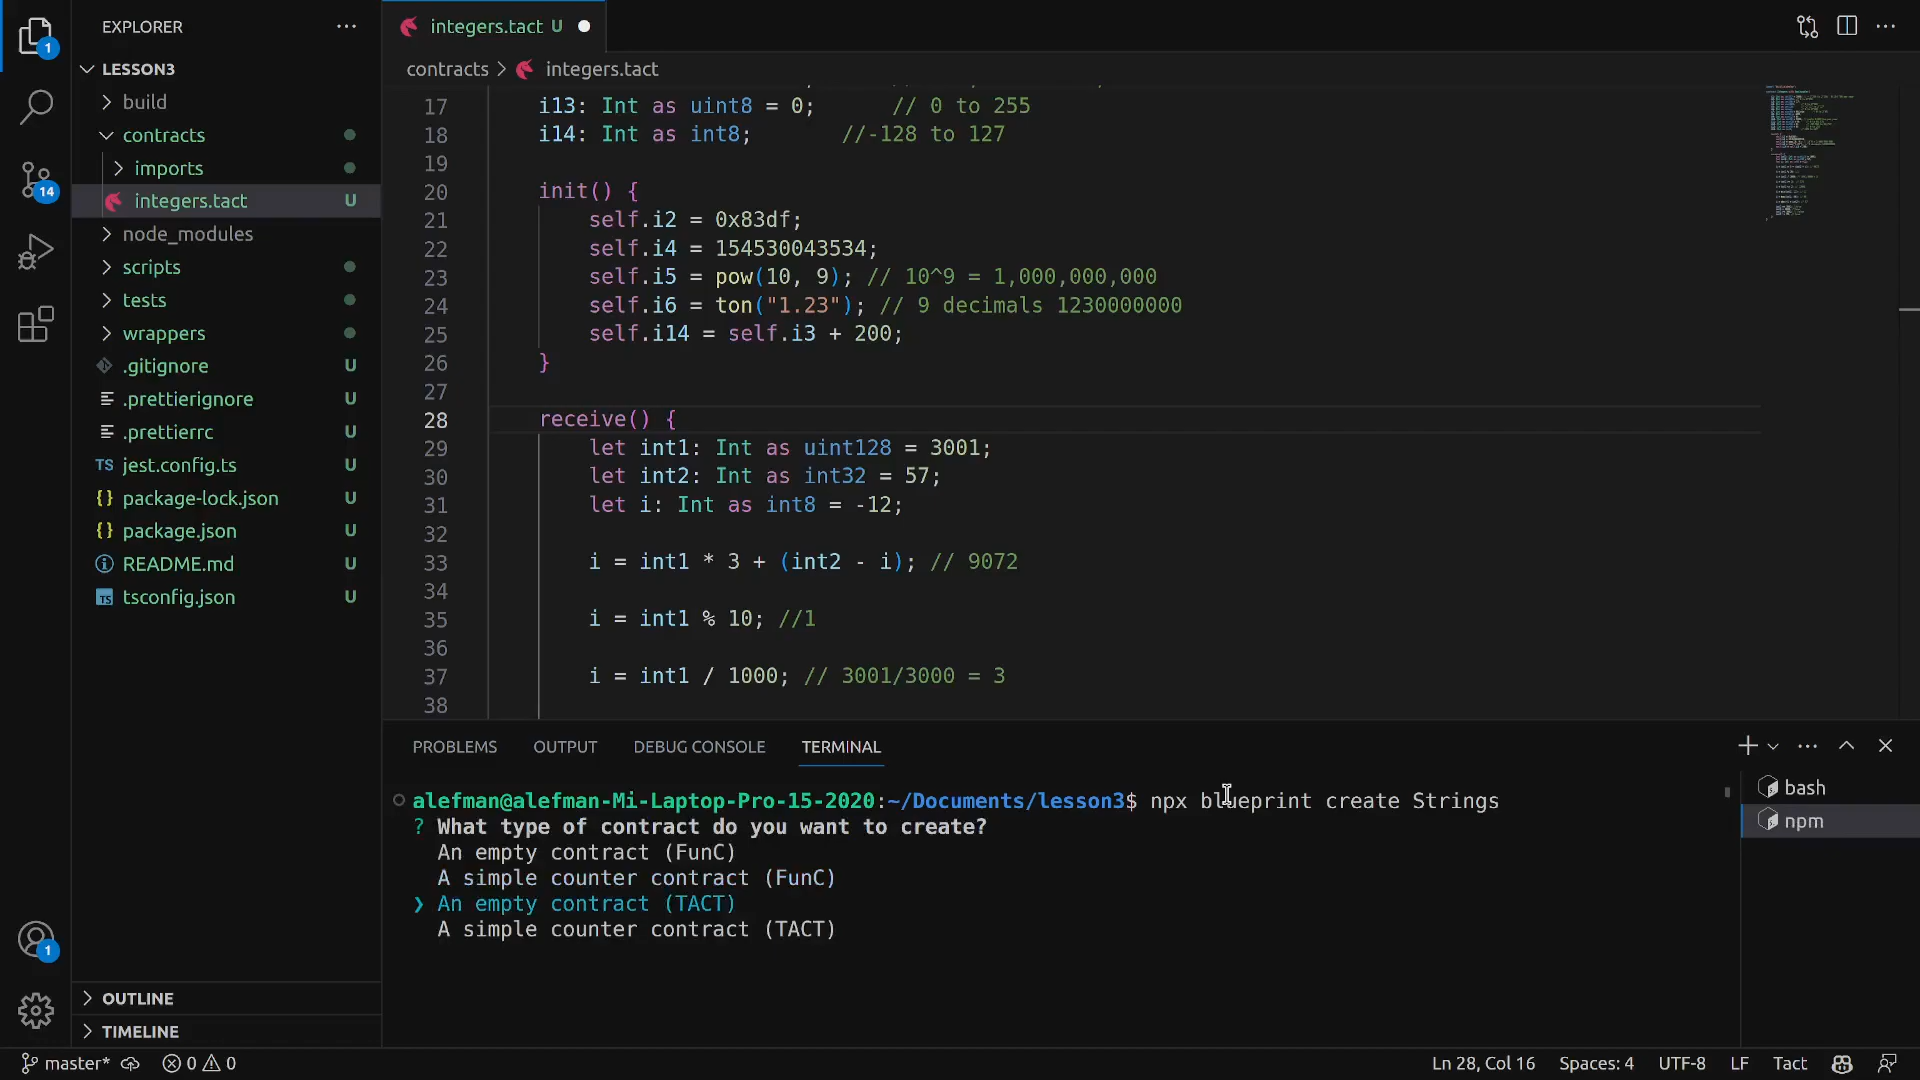 EXPLORER
LESSON3
build
contracts
imports
integers.tact U
node_modules
scripts
tests
wrappers
.gitignore U
.prettierignore U
.prettierrc U
TS jest.config.ts U
{} package-lock.json U
{} package.json U
README.md U
TS tsconfig.json U
OUTLINE
TIMELINE
1
14
1
integers.tact U
contracts > integers.tact
17 i13: Int as uint8 = 0; // 0 to 255
18 i14: Int as int8; //-128 to 127
19
20 init() {
21 self.i2 = 0x83df;
22 self.i4 = 154530043534;
23 self.i5 = pow(10, 9); // 10^9 = 1,000,000,000
24 self.i6 = ton("1.23"); // 9 decimals 1230000000
25 self.i14 = self.i3 + 200;
26 }
27
28 receive() {
29 let int1: Int as uint128 = 3001;
30 let int2: Int as int32 = 57;
31 let i: Int as int8 = -12;
32
33 i = int1 * 3 + (int2 - i); // 9072
34
35 i = int1 % 10; //1
36
37 i = int1 / 1000; // 3001/3000 = 3
38
PROBLEMS OUTPUT DEBUG CONSOLE TERMINAL
alefman@alefman-Mi-Laptop-Pro-15-2020:~/Documents/lesson3$ npx blueprint create Strings
? What type of contract do you want to create?
An empty contract (FunC)
A simple counter contract (FunC)
❯ An empty contract (TACT)
A simple counter contract (TACT)
bash
npm
master* 0 0 Ln 28, Col 16 Spaces: 4 UTF-8 LF Tact